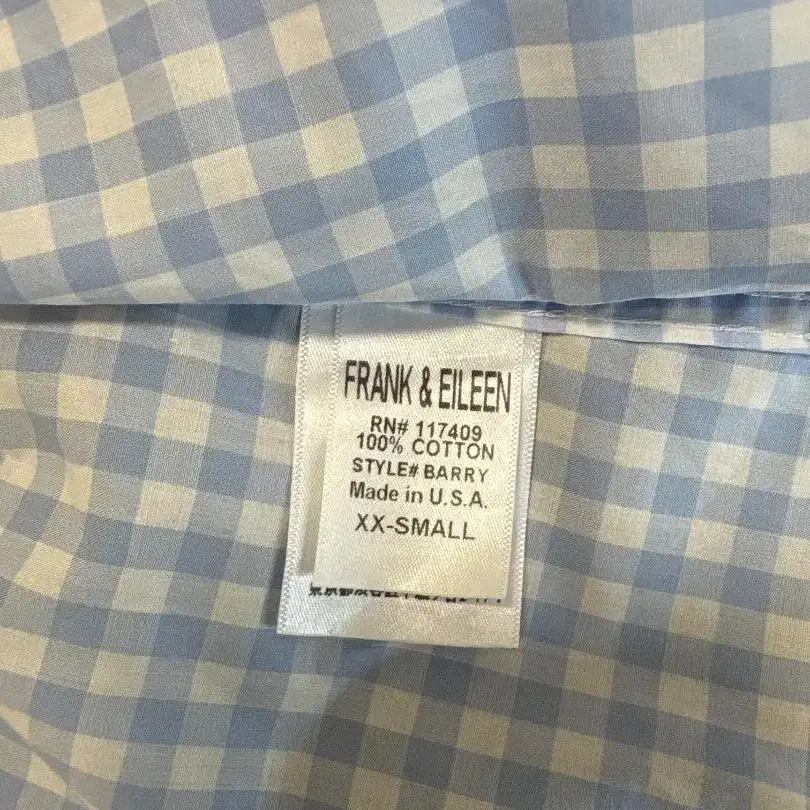 FRANK & EILEEN
RN# 117409
100% COTTON
STYLE# BARRY
Made in U.S.A.
XX-SMALL